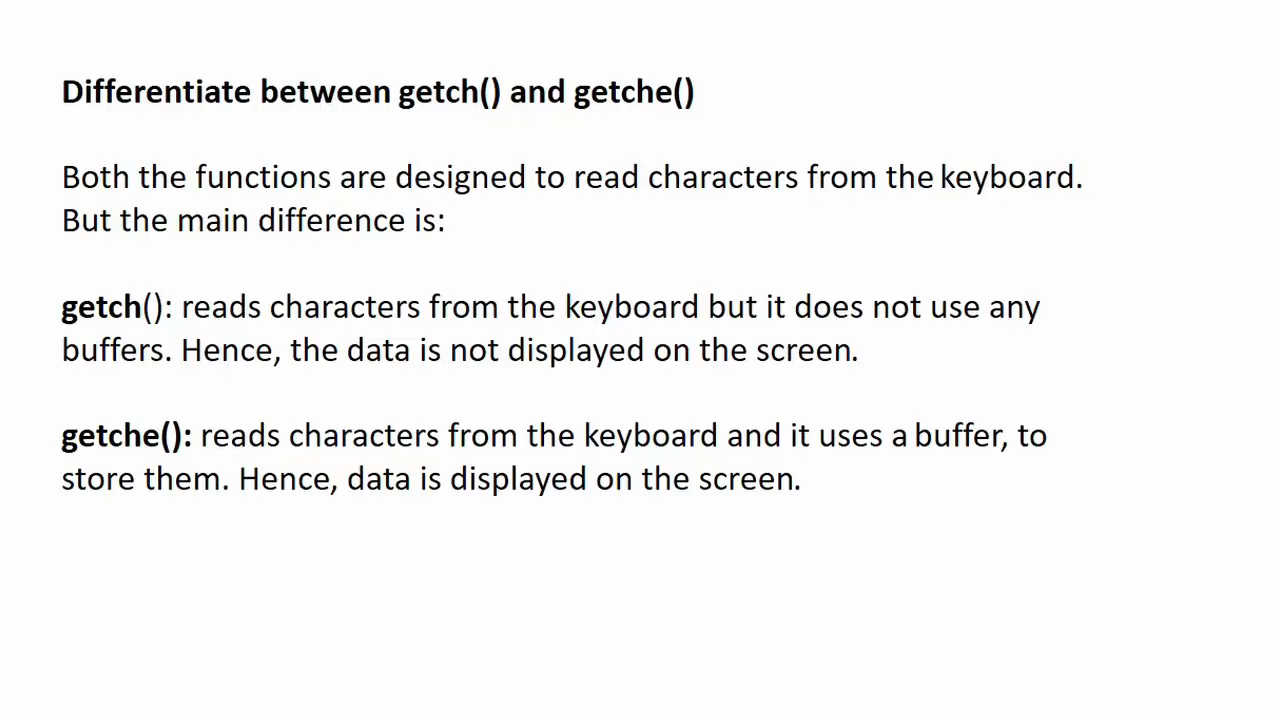 Differentiate between getch() and getche()
Both the functions are designed to read characters from the keyboard.
But the main difference is:
getch(): reads characters from the keyboard but it does not use any
buffers. Hence, the data is not displayed on the screen.
getche(): reads characters from the keyboard and it uses a buffer, to
store them. Hence, data is displayed on the screen.